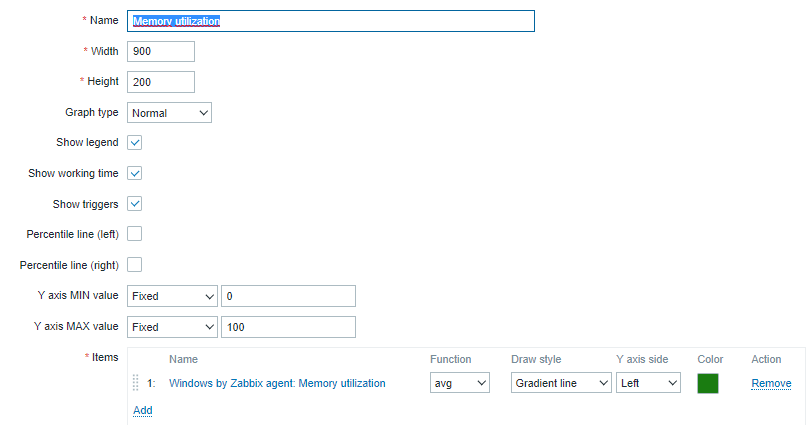 * Name Memory utilization
* Width 900
* Height 200
Graph type Normal
Show legend
Show working time
Show triggers
Percentile line (left)
Percentile line (right)
Y axis MIN value Fixed 0
Y axis MAX value Fixed 100
* Items Name Function Draw style Y axis side Color Action
1: Windows by Zabbix agent: Memory utilization avg Gradient line Left Remove
Add